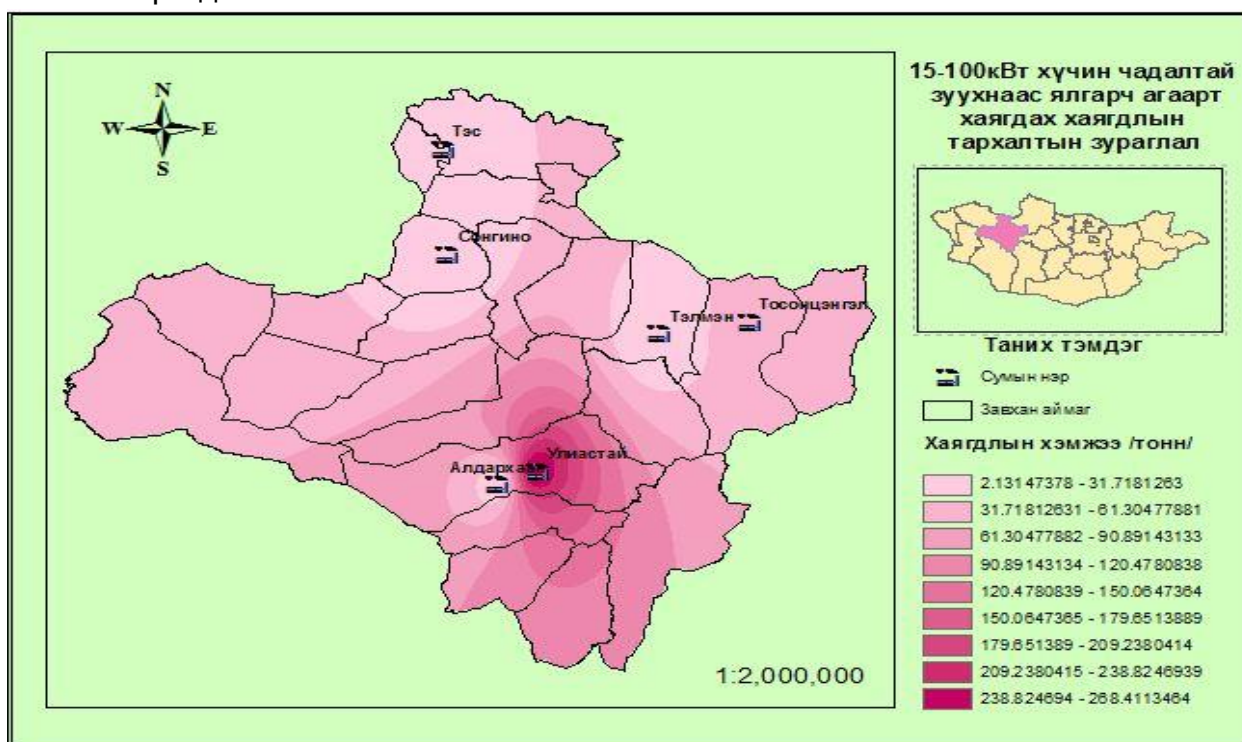 15-100кВт хүчин чадалтай
зуухнаас ялгарч агаарт
хаягдах хаягдлын
тархалтын зураглал
N
W E
S
Тэс
Сонгино
Тэлмэн
Тосонцэнгэл
Улиастай
Алдархаан
1:2,000,000
Таних тэмдэг
Сумын нэр
Завхан аймаг
Хаягдлын хэмжээ /тонн/
2.13147378 - 31.7181263
31.71812631 - 61.30477881
61.30477882 - 90.89143133
90.89143134 - 120.4780838
120.4780839 - 150.0647364
150.0647365 - 179.6513889
179.651389 - 209.2380414
209.2380415 - 238.8246939
238.824694 - 268.4113464